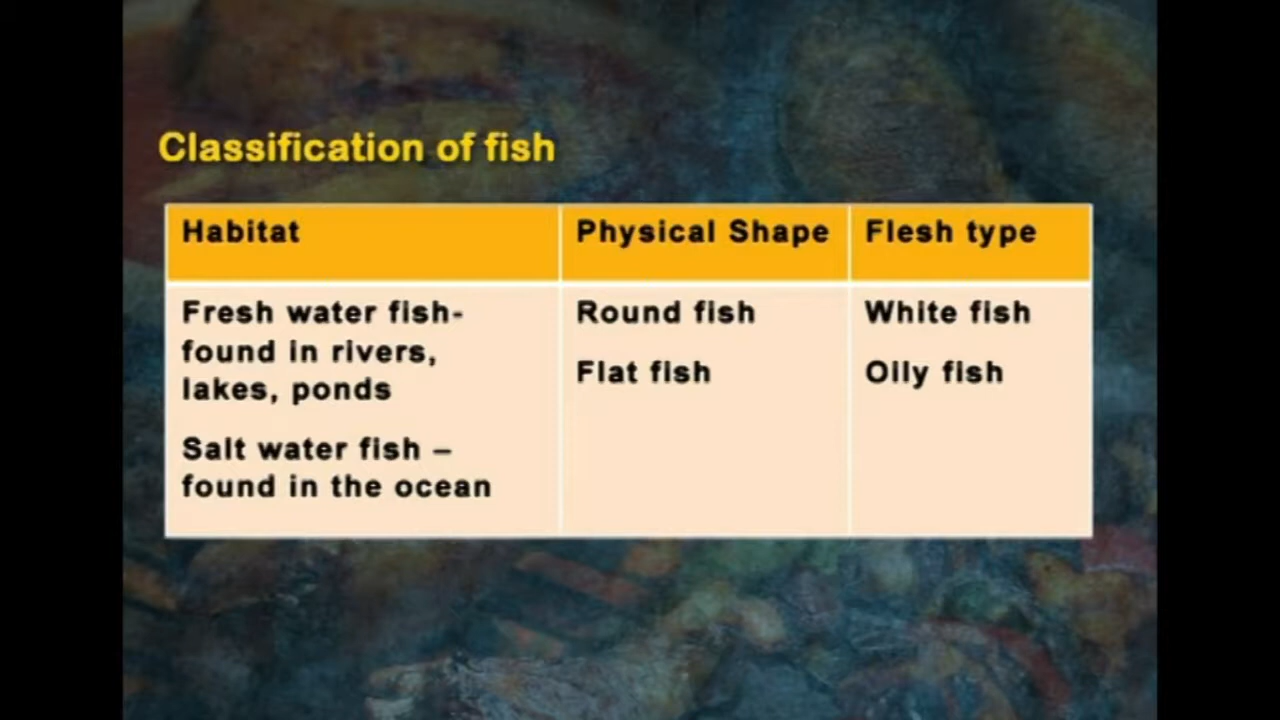 Classification of fish
Habitat
Physical Shape
Flesh type
Fresh water fish-
found in rivers,
lakes, ponds
Salt water fish –
found in the ocean
Round fish
Flat fish
White fish
Oily fish